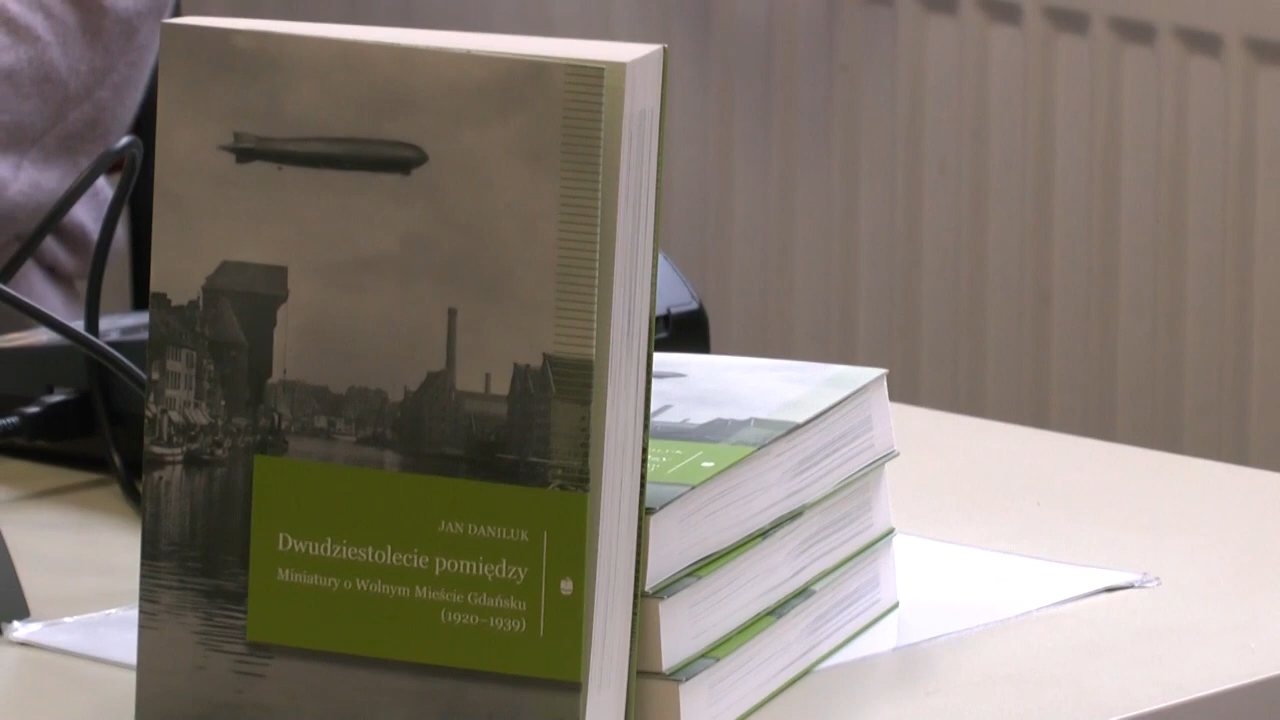 JAN DANILUK
Dwudziestolecie pomiędzy
Miniatury o Wolnym Mieście Gdańsku
(1920–1939)